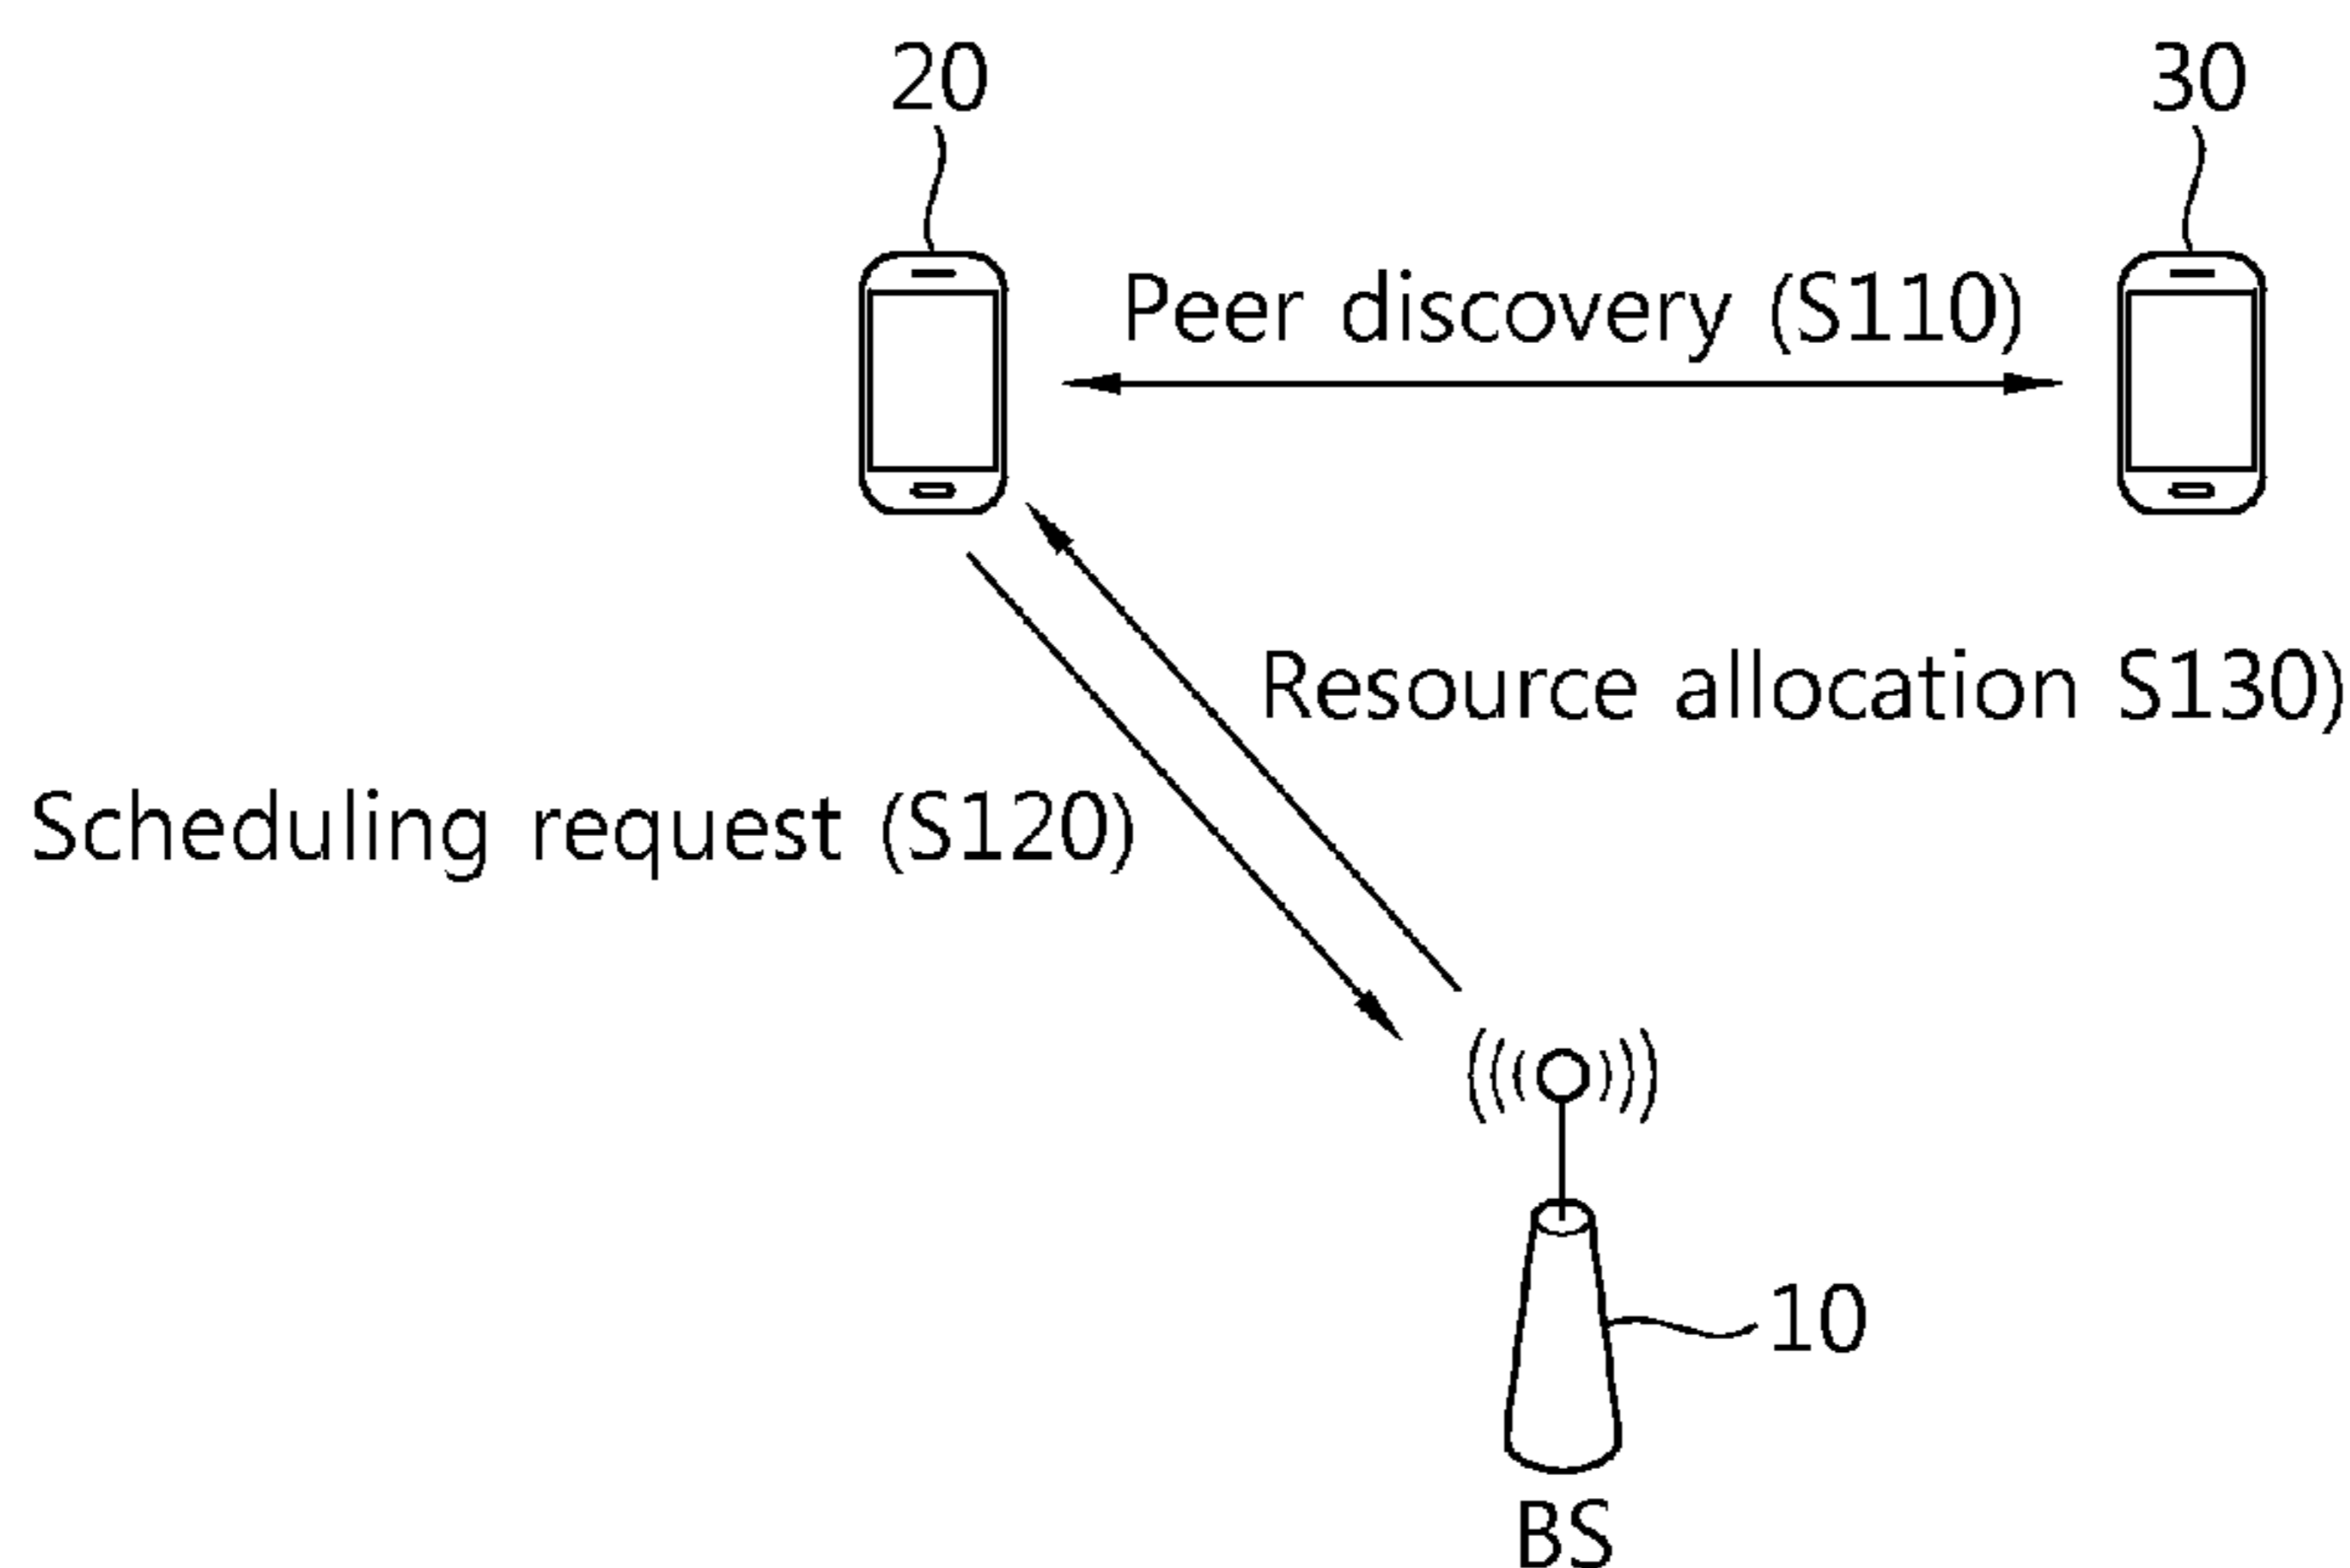 20
30
Peer discovery (S110)
Resource allocation S130)
Scheduling request (S120)
10
BS